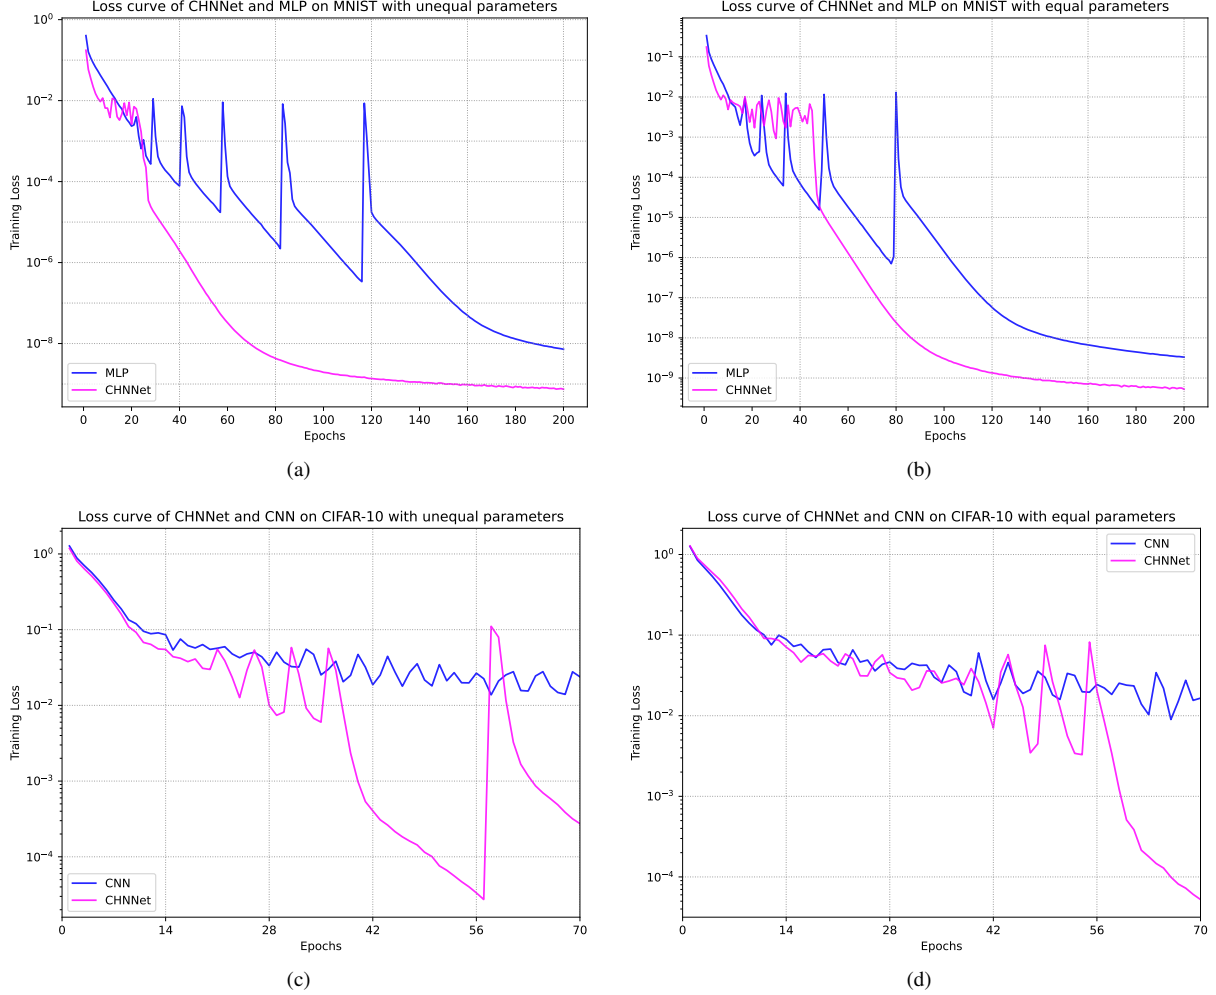 Loss curve of CHNNet and MLP on MNIST with unequal parameters
10^0
10^-2
10^-4
10^-6
10^-8
Training Loss
MLP
CHNNet
0 20 40 60 80 100 120 140 160 180 200
Epochs
(a)
Loss curve of CHNNet and MLP on MNIST with equal parameters
10^-1
10^-2
10^-3
10^-4
10^-5
10^-6
10^-7
10^-8
10^-9
Training Loss
MLP
CHNNet
0 20 40 60 80 100 120 140 160 180 200
Epochs
(b)
Loss curve of CHNNet and CNN on CIFAR-10 with unequal parameters
10^0
10^-1
10^-2
10^-3
10^-4
Training Loss
CNN
CHNNet
0 14 28 42 56 70
Epochs
(c)
Loss curve of CHNNet and CNN on CIFAR-10 with equal parameters
CNN
CHNNet
10^0
10^-1
10^-2
10^-3
10^-4
Training Loss
0 14 28 42 56 70
Epochs
(d)